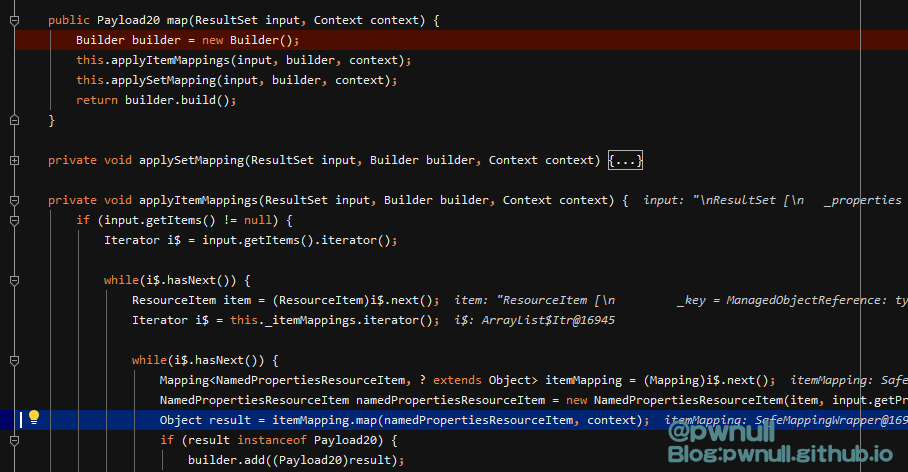 public Payload20 map(ResultSet input, Context context) {
Builder builder = new Builder();
this.applyItemMappings(input, builder, context);
this.applySetMapping(input, builder, context);
return builder.build();
}
private void applySetMapping(ResultSet input, Builder builder, Context context) {...}
private void applyItemMappings(ResultSet input, Builder builder, Context context) {  input: "\nResultSet [\n   _properties
if (input.getItems() != null) {
Iterator i$ = input.getItems().iterator();
while(i$.hasNext()) {
ResourceItem item = (ResourceItem)i$.next();  item: "ResourceItem [\n        _key = ManagedObjectReference: ty
Iterator i$ = this._itemMappings.iterator();  i$: ArrayList$Itr@16945
while(i$.hasNext()) {
Mapping<NamedPropertiesResourceItem, ? extends Object> itemMapping = (Mapping)i$.next();  itemMapping: Safe
NamedPropertiesResourceItem namedPropertiesResourceItem = new NamedPropertiesResourceItem(item, input.getPr
Object result = itemMapping.map(namedPropertiesResourceItem, context);  itemMapping: SafeMappingWrapper@169
if (result instanceof Payload20) {
builder.add((Payload20)result);
@pwnull
Blog:pwnull.github.io